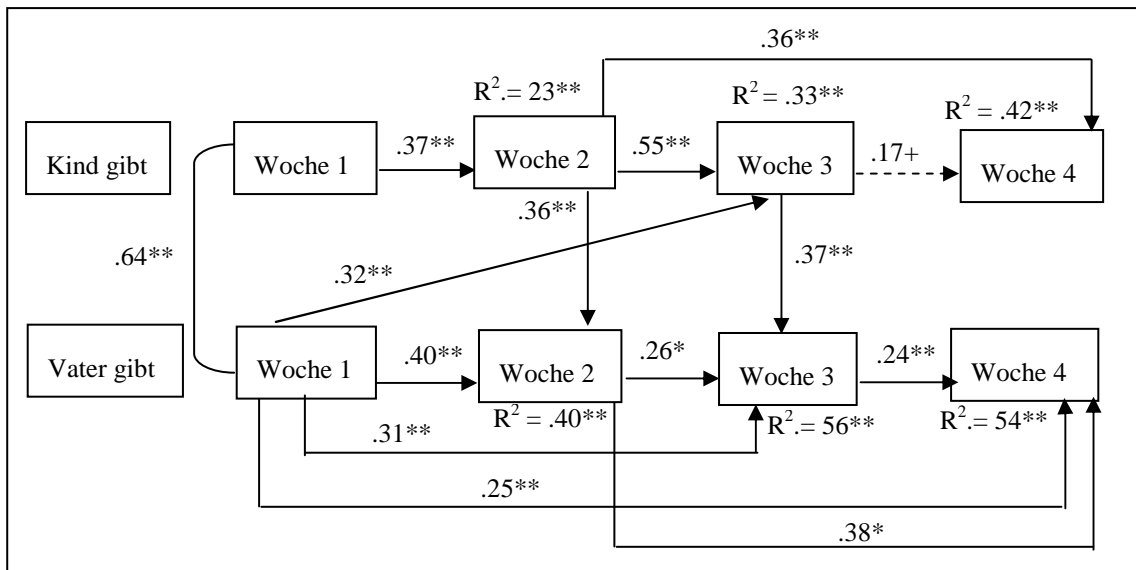 .36**
R².= 23** R² = .33** R² = .42**
Kind gibt Woche 1 .37** Woche 2 .55** Woche 3 .17+ Woche 4
.36**
.64** .32** .37**
Vater gibt Woche 1 .40** Woche 2 .26* Woche 3 .24** Woche 4
R² = .40** R².= 56** R².= 54**
.31**
.25**
.38*